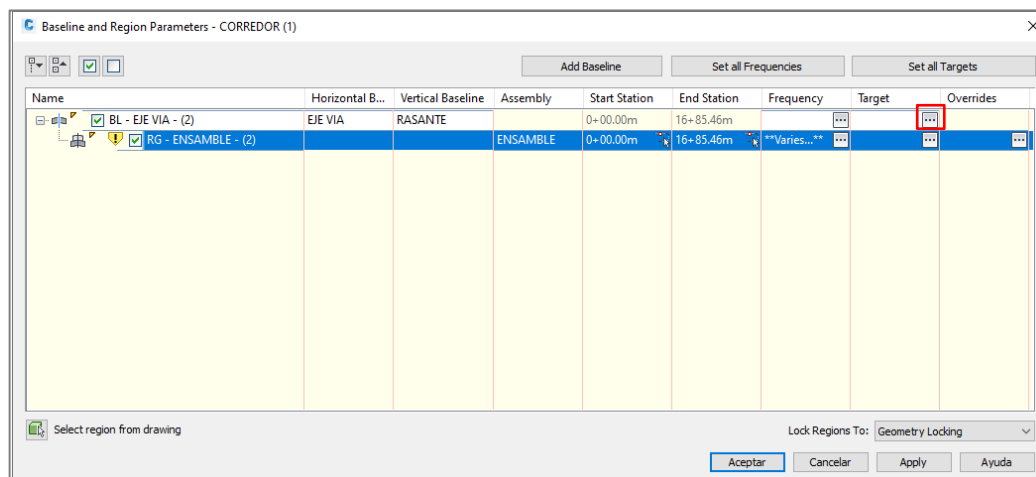 Baseline and Region Parameters - CORREDOR (1)
Add Baseline Set all Frequencies Set all Targets
Name Horizontal B... Vertical Baseline Assembly Start Station End Station Frequency Target Overrides
BL - EJE VIA - (2) EJE VIA RASANTE 0+00.00m 16+85.46m
RG - ENSAMBLE - (2) ENSAMBLE 0+00.00m 16+85.46m **Varies...**
Select region from drawing Lock Regions To: Geometry Locking
Aceptar Cancelar Apply Ayuda